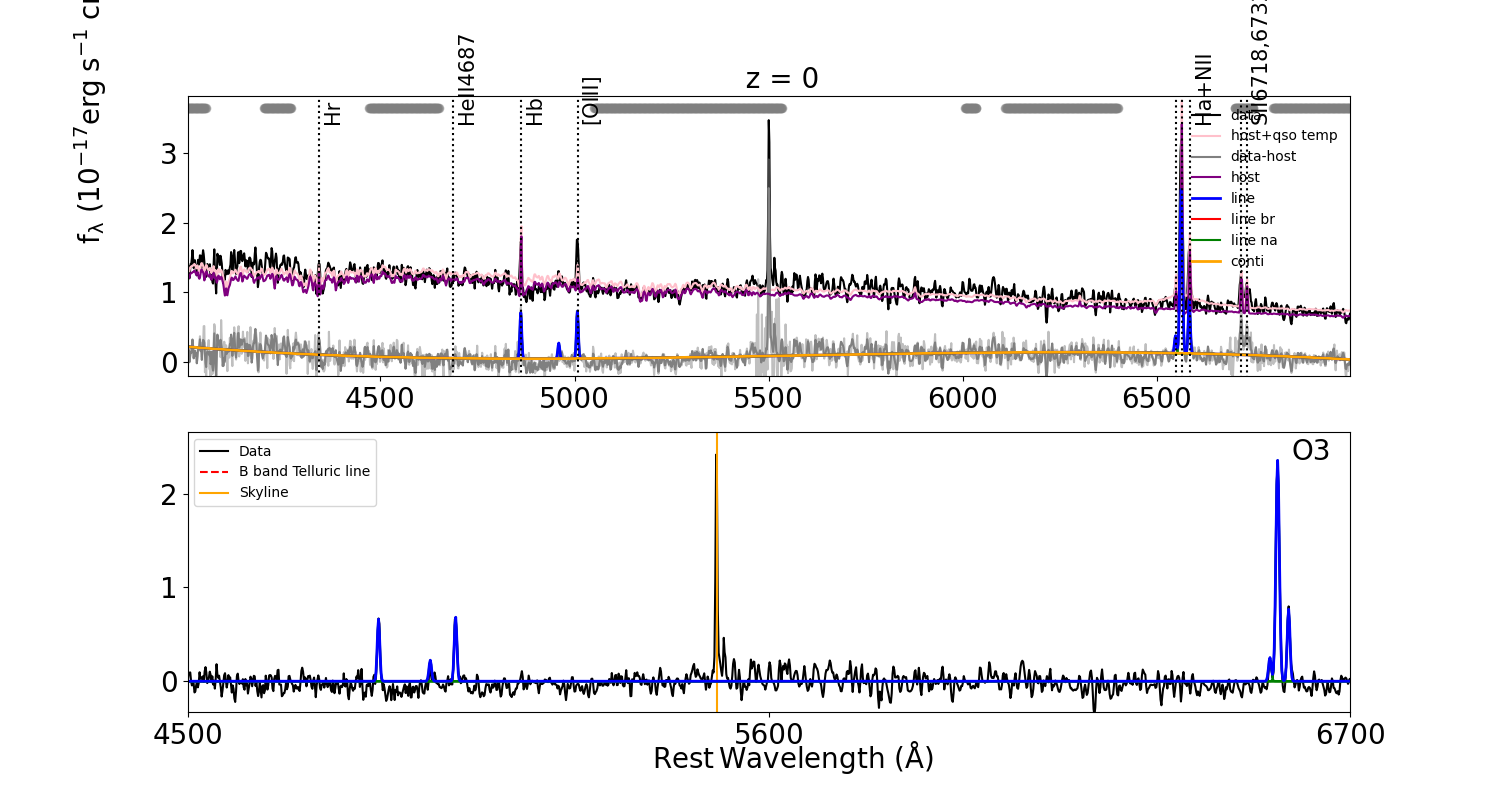 z = 0
fλ (10−17erg s−1 c
Hr
HeII4687
Hb
[OIII]
Ha+NII
SII6718,673
data
host+qso temp
data-host
host
line
line br
line na
conti
3
2
1
0
4500
5000
5500
6000
6500
Data
B band Telluric line
Skyline
O3
2
1
0
4500
5600
6700
Rest Wavelength (Å)